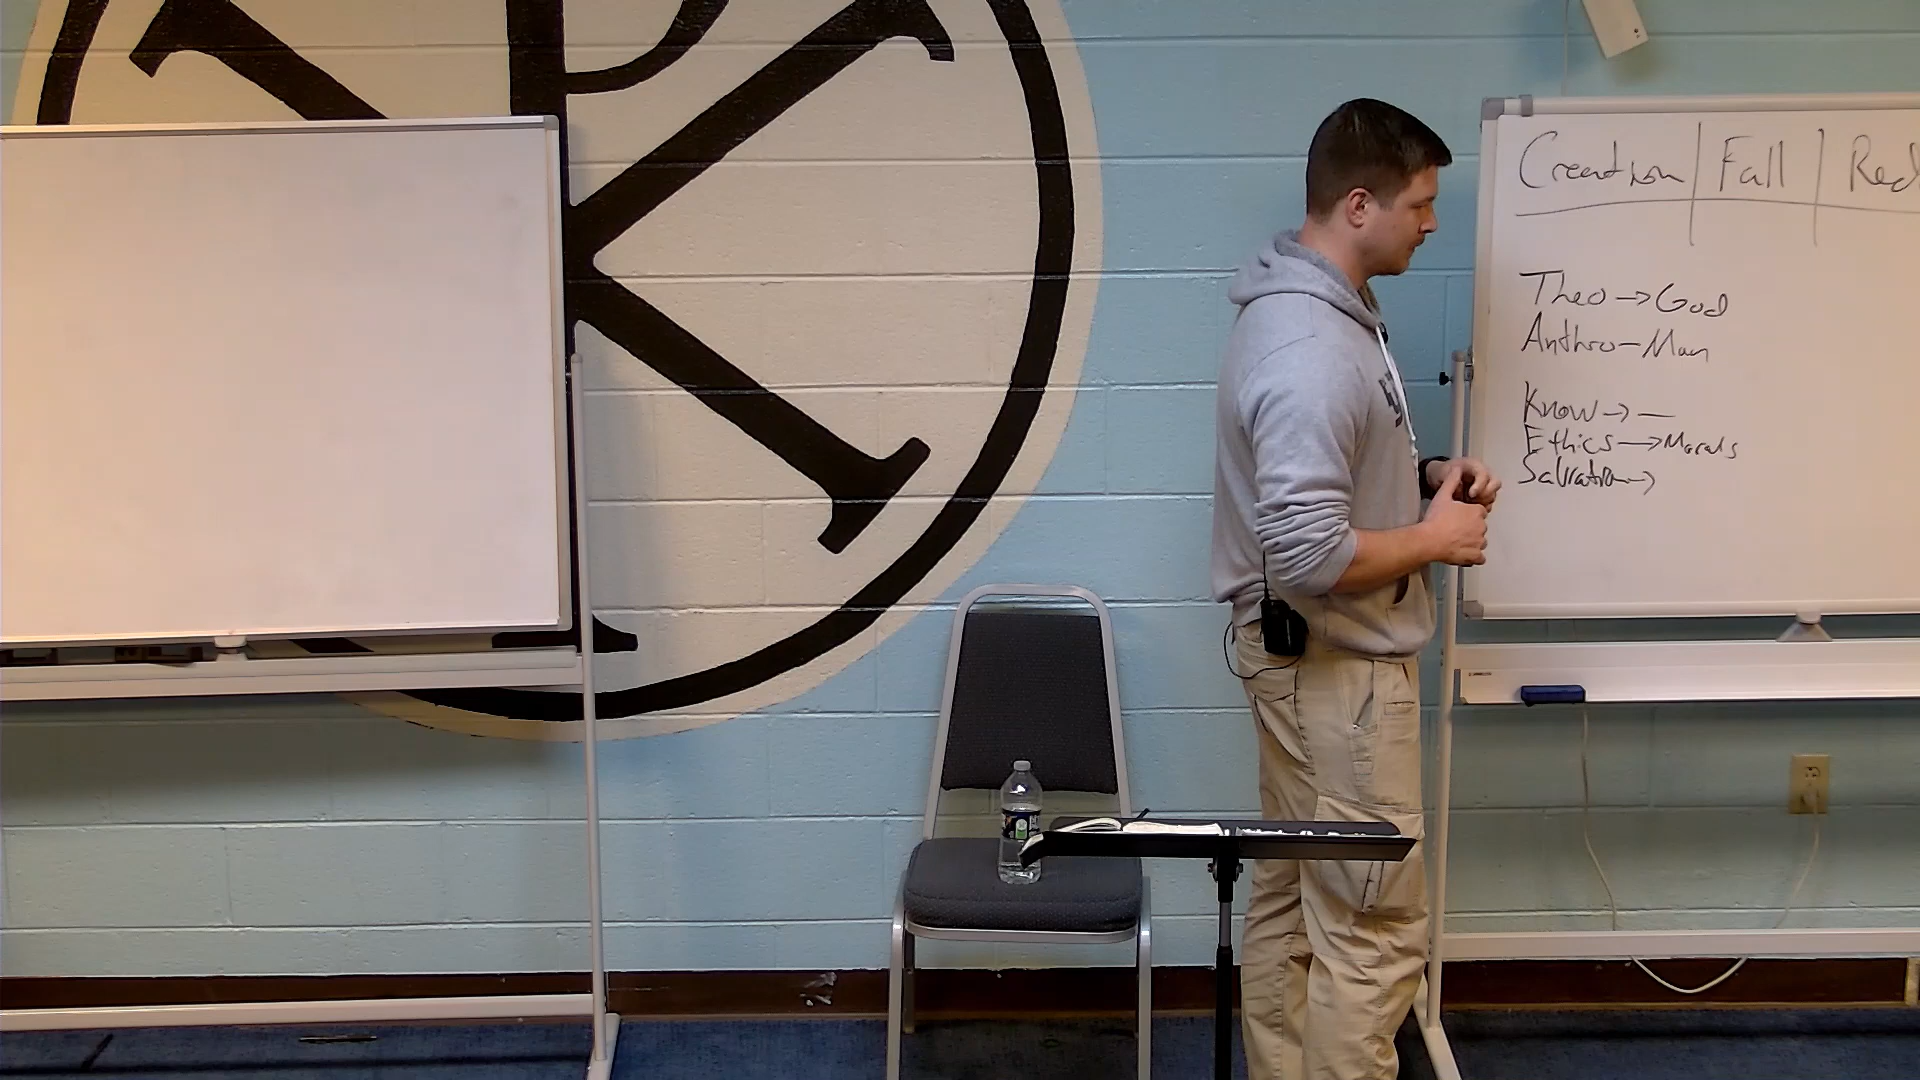 Creation | Fall | Red
Theo → God
Anthro - Man
Know → —
Ethics → Morals
Salvation →